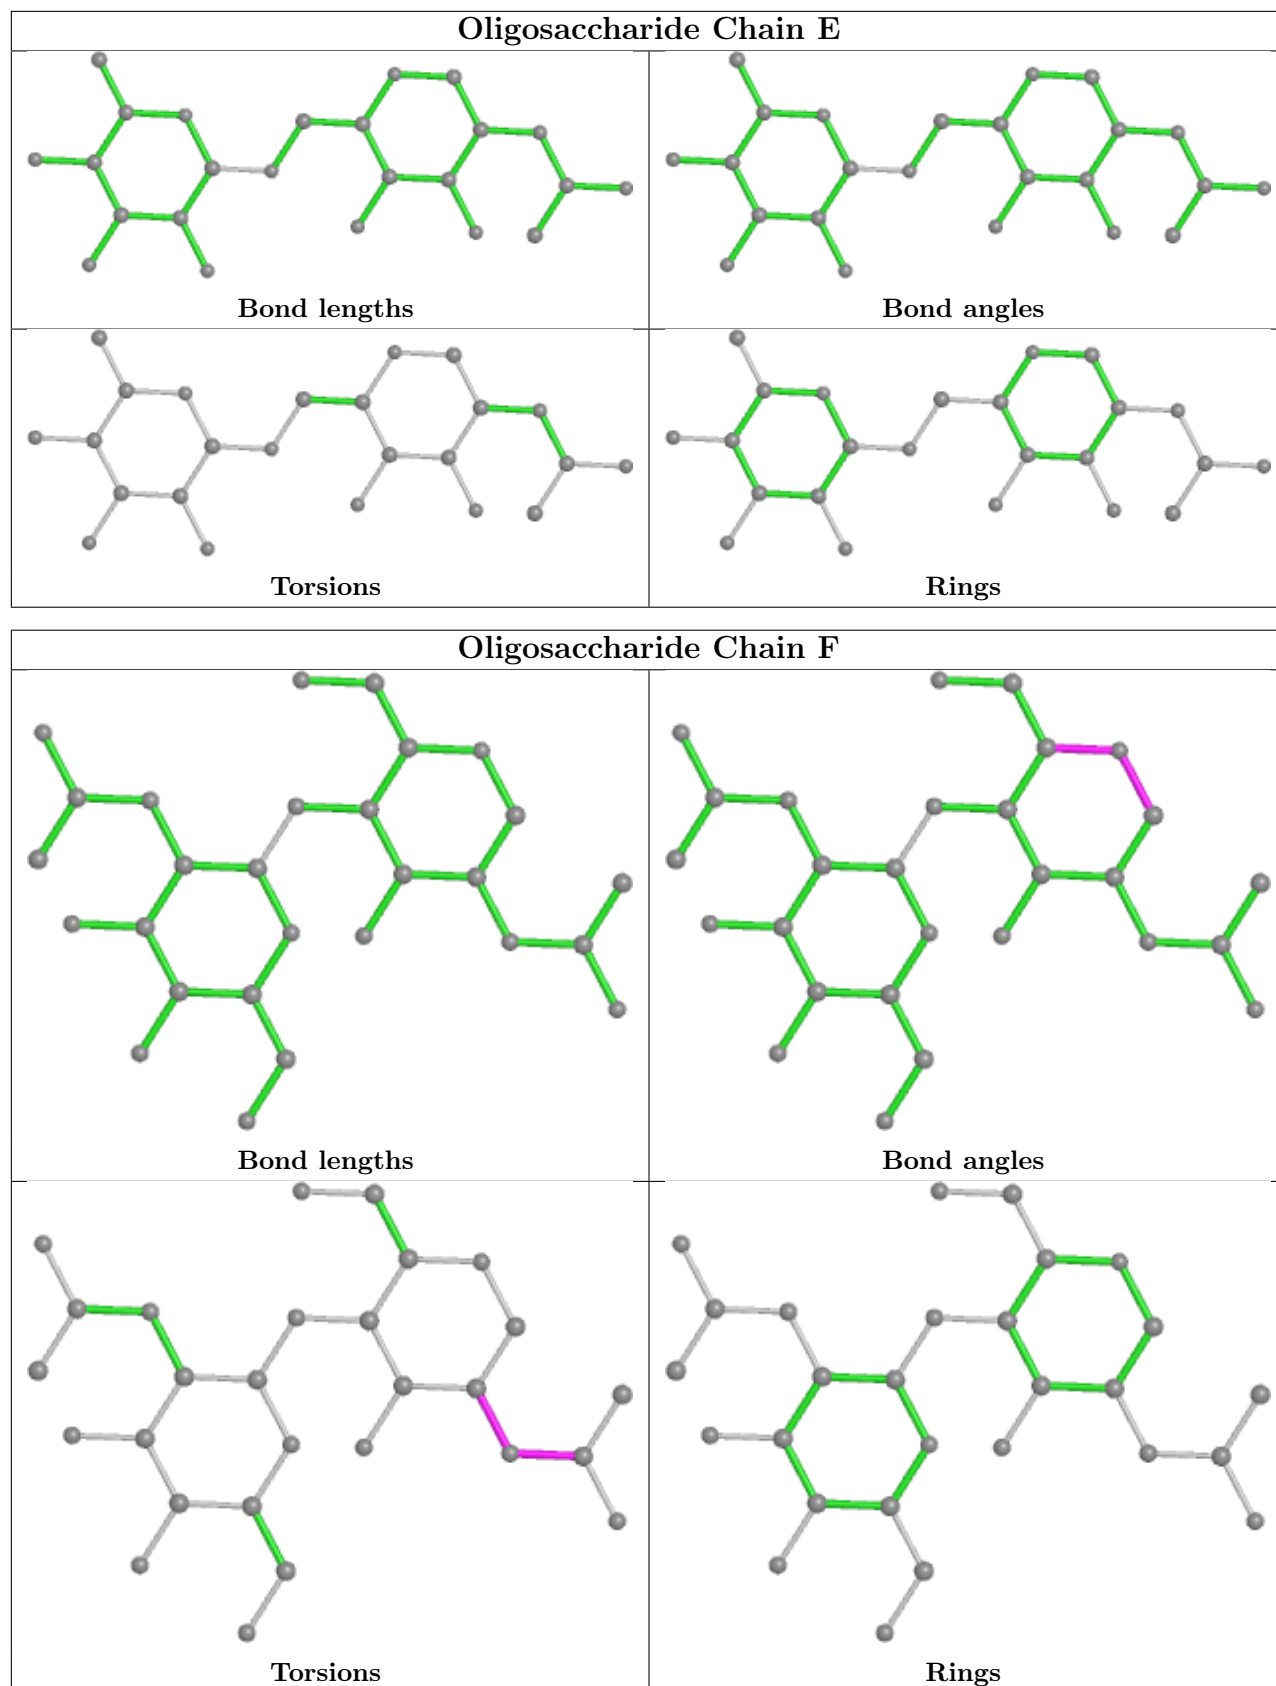 Oligosaccharide Chain E
Bond lengths
Bond angles
Torsions
Rings
Oligosaccharide Chain F
Bond lengths
Bond angles
Torsions
Rings